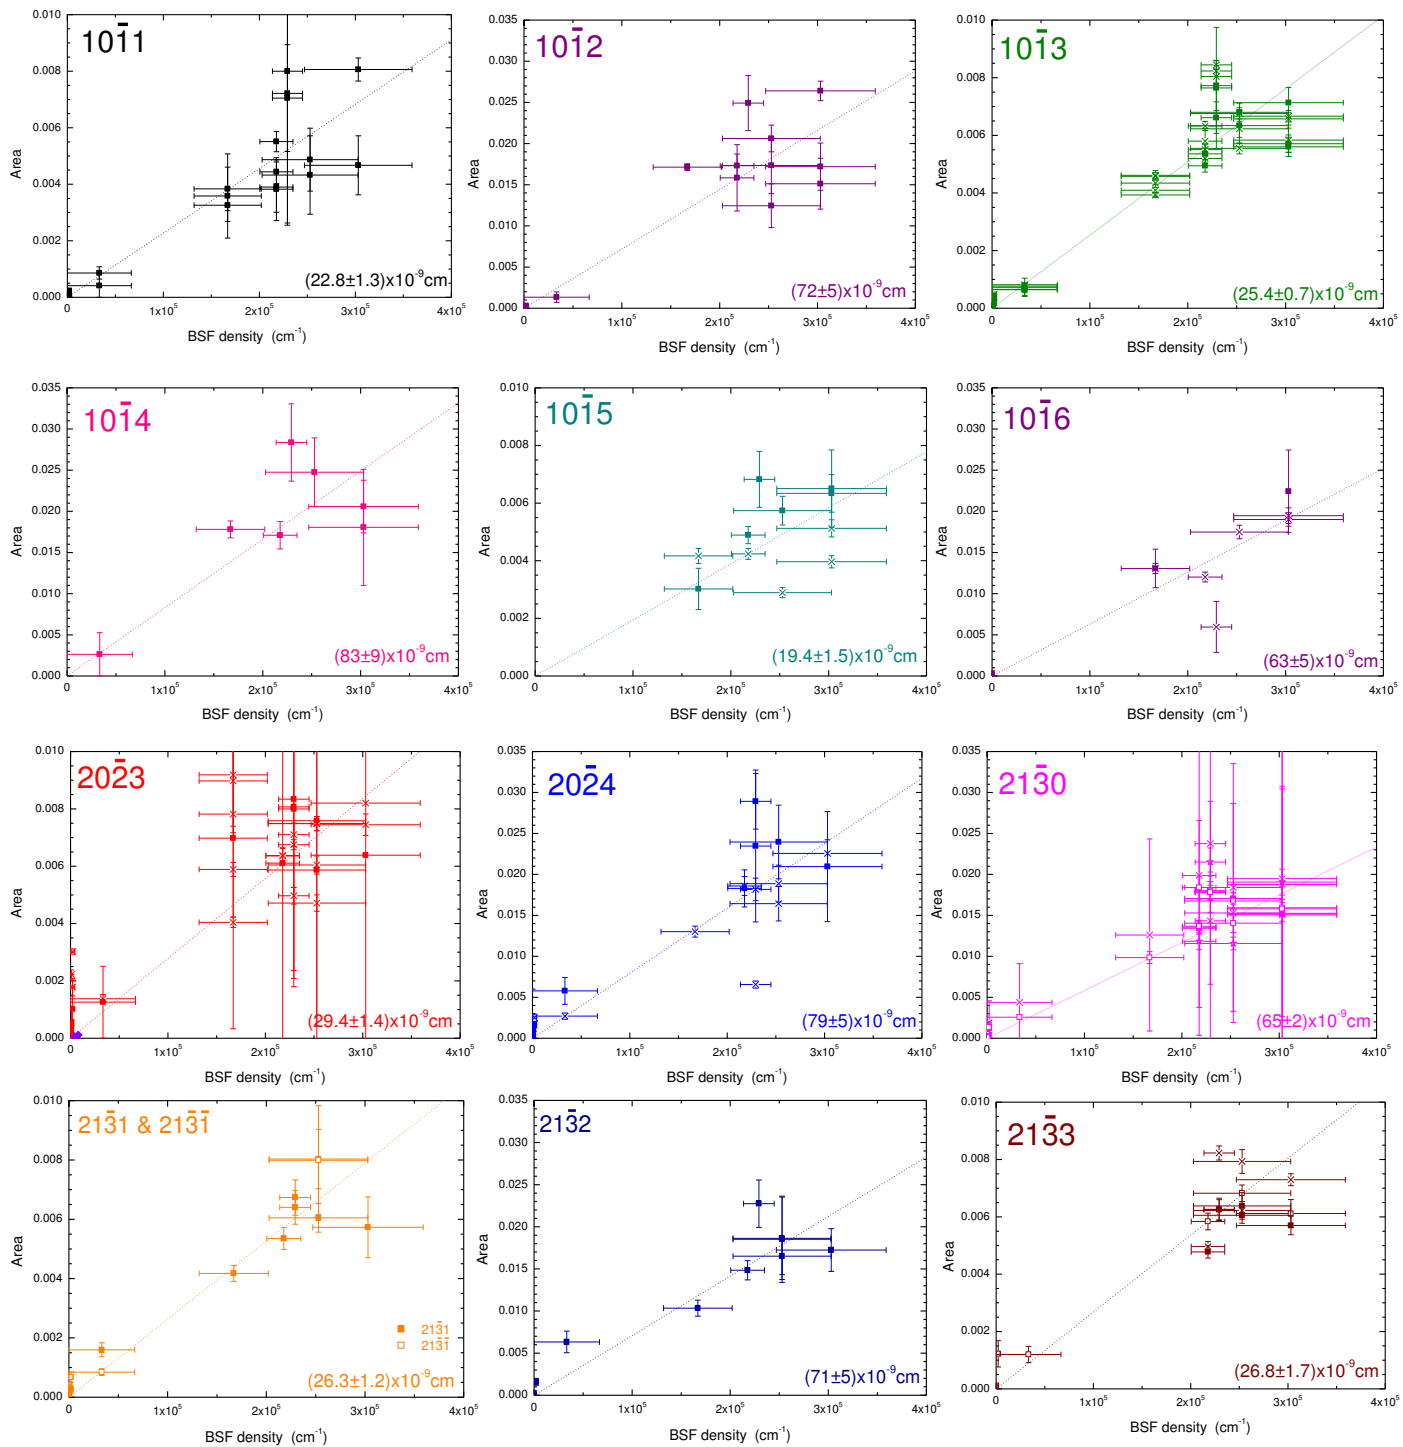 101̄1
Area
0.010
0.008
0.006
0.004
0.002
0.000
0
1x10⁵
2x10⁵
3x10⁵
4x10⁵
(22.8±1.3)x10⁻⁹cm
BSF density (cm⁻¹)
101̄2
Area
0.035
0.030
0.025
0.020
0.015
0.010
0.005
0.000
0
1x10⁵
2x10⁵
3x10⁵
4x10⁵
(72±5)x10⁻⁹cm
BSF density (cm⁻¹)
101̄3
Area
0.010
0.008
0.006
0.004
0.002
0.000
0
1x10⁵
2x10⁵
3x10⁵
4x10⁵
(25.4±0.7)x10⁻⁹cm
BSF density (cm⁻¹)
101̄4
Area
0.035
0.030
0.025
0.020
0.015
0.010
0.005
0.000
0
1x10⁵
2x10⁵
3x10⁵
4x10⁵
(83±9)x10⁻⁹cm
BSF density (cm⁻¹)
101̄5
Area
0.010
0.008
0.006
0.004
0.002
0.000
0
1x10⁵
2x10⁵
3x10⁵
4x10⁵
(19.4±1.5)x10⁻⁹cm
BSF density (cm⁻¹)
101̄6
Area
0.035
0.030
0.025
0.020
0.015
0.010
0.005
0.000
0
1x10⁵
2x10⁵
3x10⁵
4x10⁵
(63±5)x10⁻⁹cm
BSF density (cm⁻¹)
202̄3
Area
0.010
0.008
0.006
0.004
0.002
0.000
0
1x10⁵
2x10⁵
3x10⁵
4x10⁵
(29.4±1.4)x10⁻⁹cm
BSF density (cm⁻¹)
202̄4
Area
0.035
0.030
0.025
0.020
0.015
0.010
0.005
0.000
0
1x10⁵
2x10⁵
3x10⁵
4x10⁵
(79±5)x10⁻⁹cm
BSF density (cm⁻¹)
213̄0
Area
0.035
0.030
0.025
0.020
0.015
0.010
0.005
0.000
0
1x10⁵
2x10⁵
3x10⁵
4x10⁵
(65±2)x10⁻⁹cm
BSF density (cm⁻¹)
213̄1 & 213̄1̄
Area
0.010
0.008
0.006
0.004
0.002
0.000
0
1x10⁵
2x10⁵
3x10⁵
4x10⁵
213̄1
213̄1̄
(26.3±1.2)x10⁻⁹cm
BSF density (cm⁻¹)
213̄2
Area
0.035
0.030
0.025
0.020
0.015
0.010
0.005
0.000
0
1x10⁵
2x10⁵
3x10⁵
4x10⁵
(71±5)x10⁻⁹cm
BSF density (cm⁻¹)
213̄3
Area
0.010
0.008
0.006
0.004
0.002
0.000
0
1x10⁵
2x10⁵
3x10⁵
4x10⁵
(26.8±1.7)x10⁻⁹cm
BSF density (cm⁻¹)